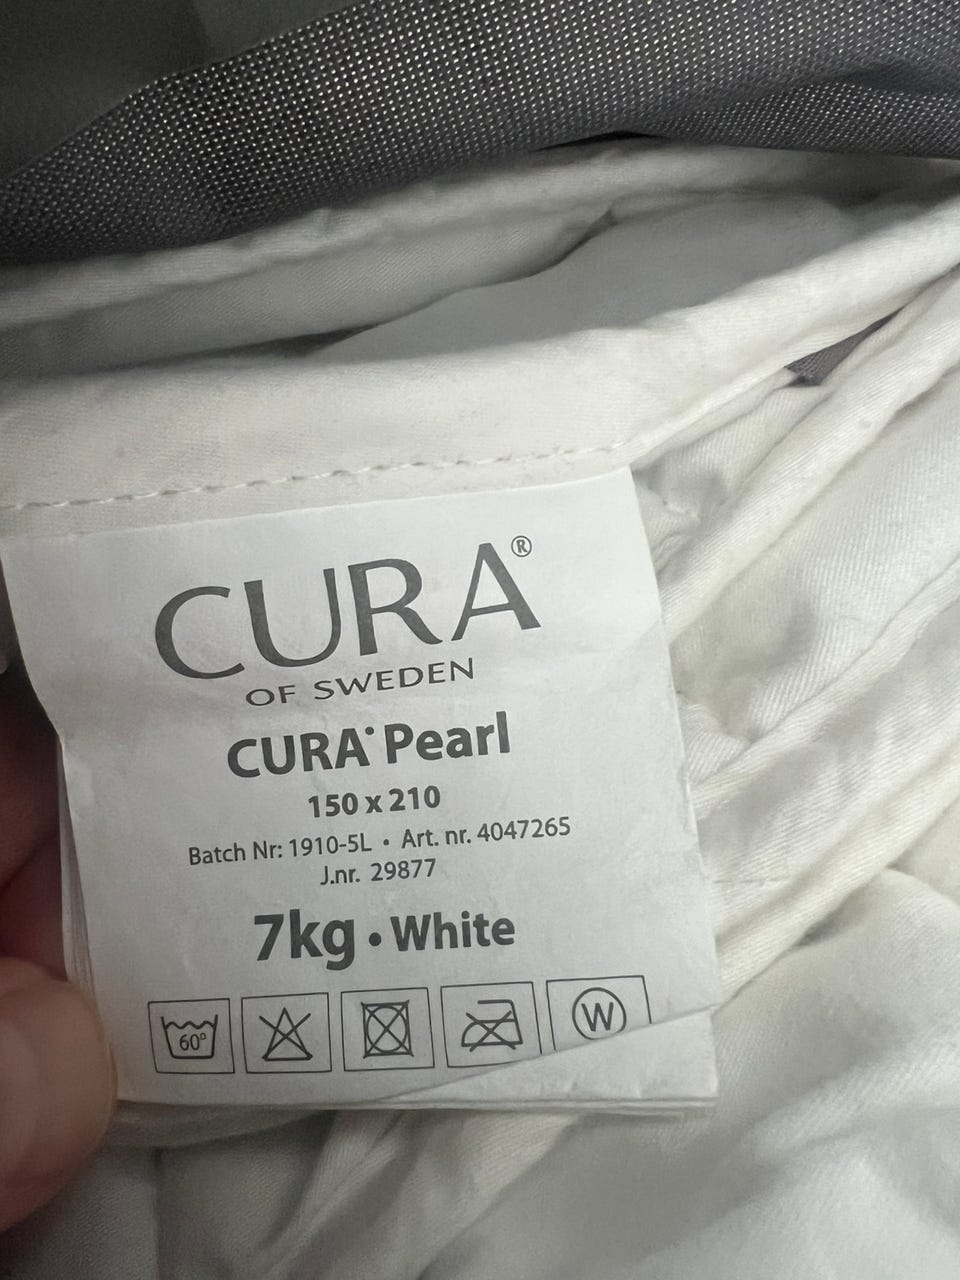 CURA®
OF SWEDEN
CURA® Pearl
150 x 210
Batch Nr: 1910-5L • Art. nr. 4047265
J.nr. 29877
7kg • White
60°
W